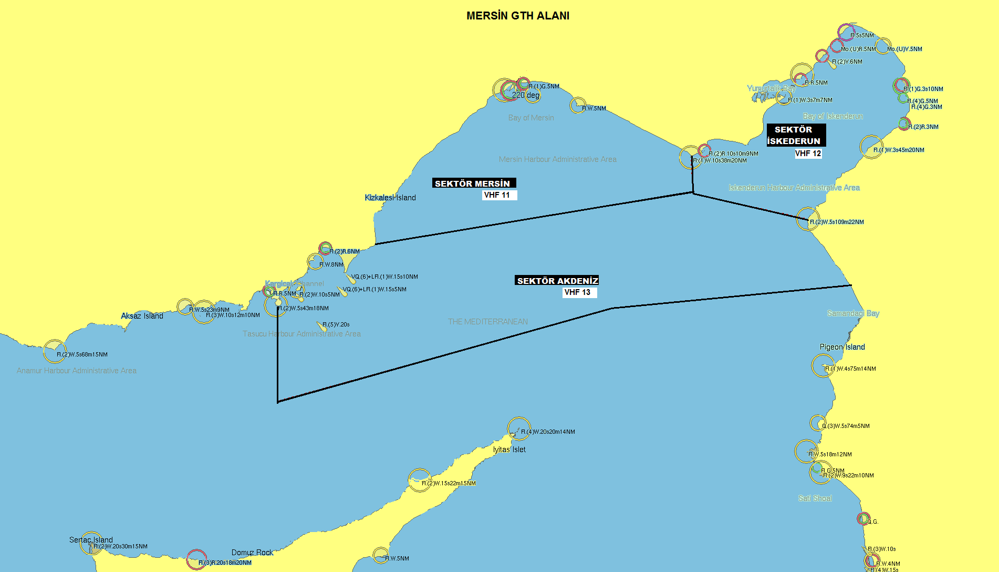 MERSİN GTH ALANI
Fl.5s5NM
Mo.(U)R.5NM
Mo.(U)Y.5NM
Fl.(2)Y.6NM
Fl.R.5NM
Fl.(1)G.5NM
220 deg
Yumurtalik Bay
Fl.(1)G.3s10NM
Fl.(1)W.3s7m7NM
Fl.(4)G.5NM
Fl.(4)G.3NM
Fl.W.5NM
Bay of Mersin
Bay of Iskenderun
Fl.(2)R.3NM
SEKTÖR
İSKEDERUN
VHF 12
Fl.(1)W.3s45m20NM
Fl.(2)R.10s10m9NM
Mersin Harbour Administrative Area
Fl.(1)W.10s38m20NM
SEKTÖR MERSİN
VHF 11
Iskenderun Harbour Administrative Area
Kizkalesi Island
Fl.(2)W.5s109m22NM
Fl.(2)R.6NM
Fl.W.8NM
VQ.(6)+LFl.(1)W.15s10NM
Kargicak Channel
VQ.(6)+LFl.(1)W.15s5NM
SEKTÖR AKDENİZ
VHF 13
Fl.R.5NM
Fl.(2)W.10s5NM
Fl.(2)W.5s43m18NM
Fl.W.5s23m9NM
Fl.(3)W.10s12m10NM
Aksaz Island
Samandagi Bay
THE MEDITERRANEAN
Fl.(5)Y.20s
Tasucu Harbour Administrative Area
Pigeon Island
Fl.(2)W.5s68m15NM
Anamur Harbour Administrative Area
Fl.(1)W.4s75m14NM
Q.(3)W.5s74m5NM
Fl.(4)W.20s20m14NM
Iyitas Islet
Fl.W.5s18m12NM
Fl.G.5NM
Fl.(2)W.9s22m10NM
Fl.(2)W.15s22m15NM
Sati Shoal
Q.G.
Sertac Island
Fl.(2)W.20s30m15NM
Domuz Rock
Fl.(3)R.20s18m20NM
Fl.W.5NM
Fl.(3)W.10s
Fl.W.4NM
Fl.(4)W.15s